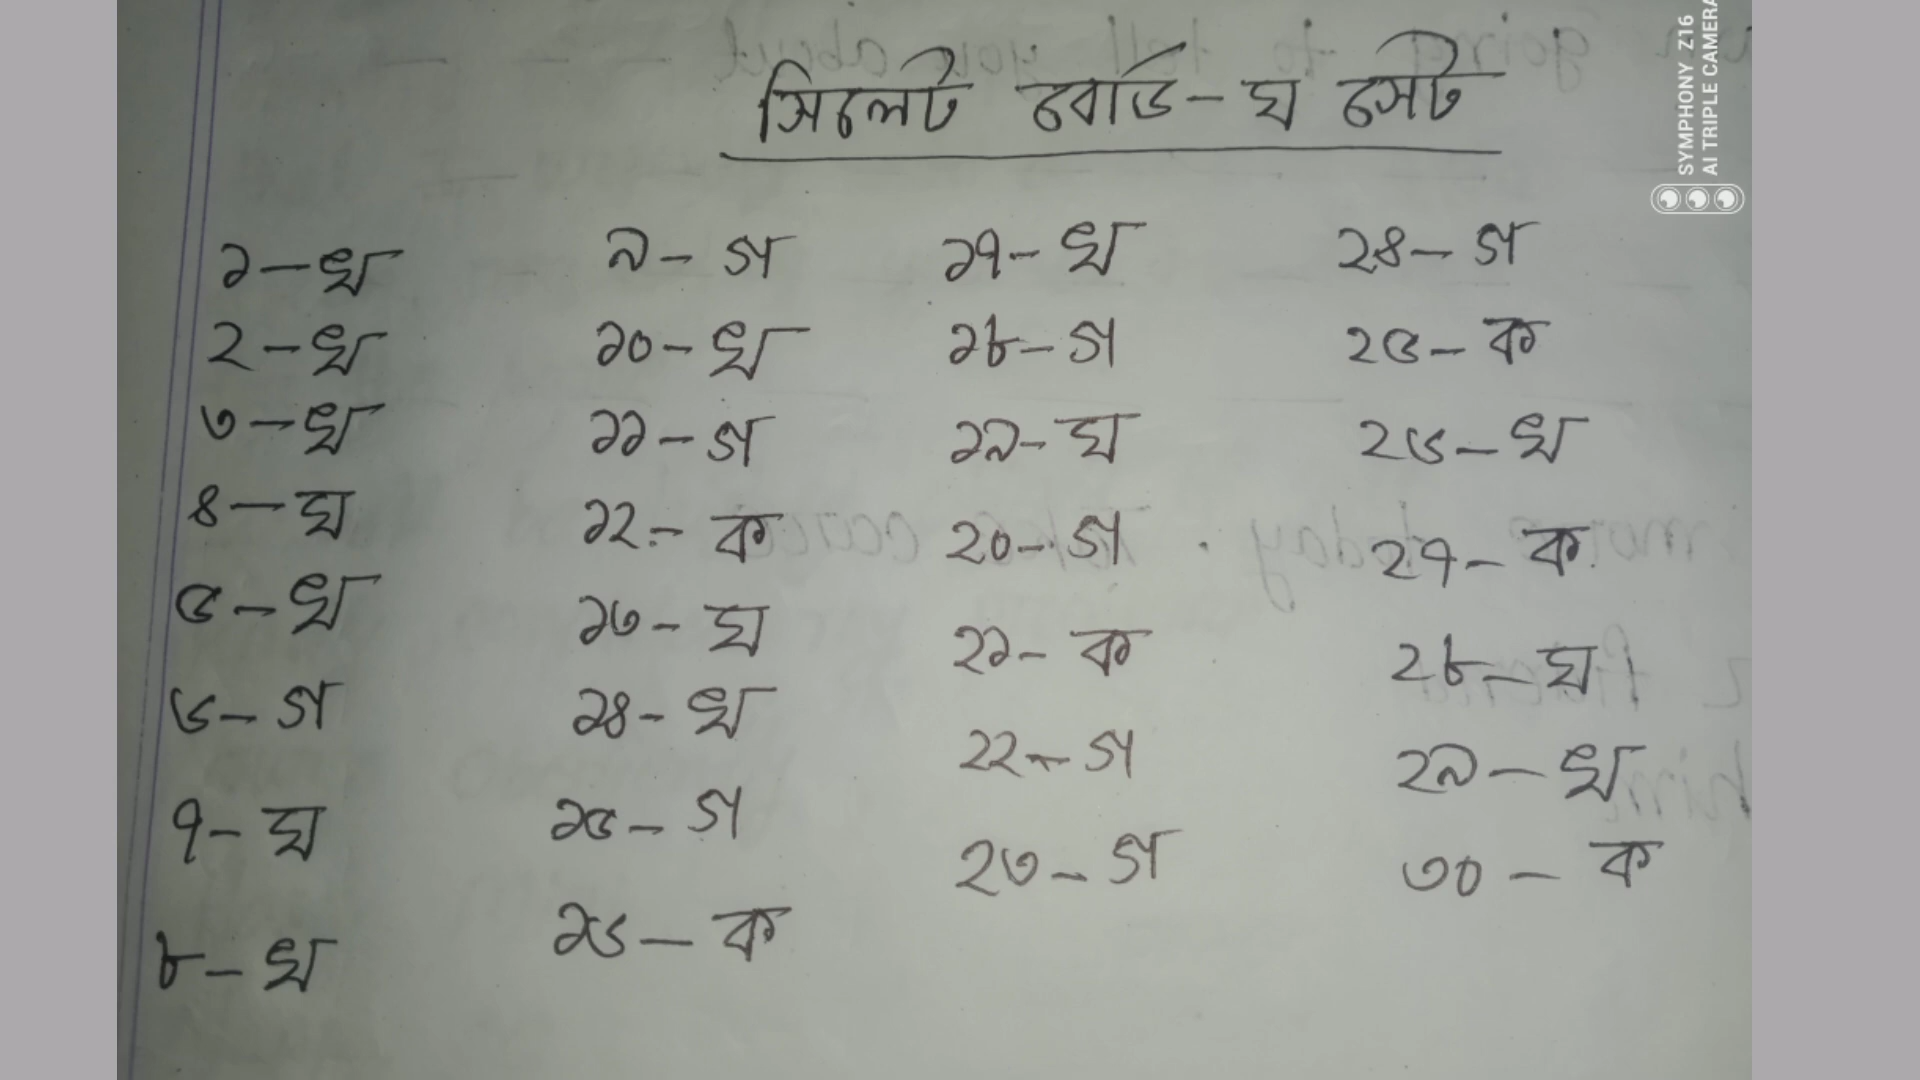 সিলেট বোর্ড - ঘ সেট
১ - খ
২ - খ
৩ - খ
৪ - ঘ
৫ - খ
৬ - গ
৭ - ঘ
৮ - খ
৯ - গ
১০ - খ
১১ - গ
১২ - ক
১৩ - ঘ
১৪ - খ
১৫ - গ
১৬ - ক
১৭ - খ
১৮ - গ
১৯ - ঘ
২০ - গ
২১ - ক
২২ - গ
২৩ - গ
২৪ - গ
২৫ - ক
২৬ - খ
২৭ - ক
২৮ - ঘ
২৯ - খ
৩০ - ক
SYMPHONY Z16
AI TRIPLE CAMERA